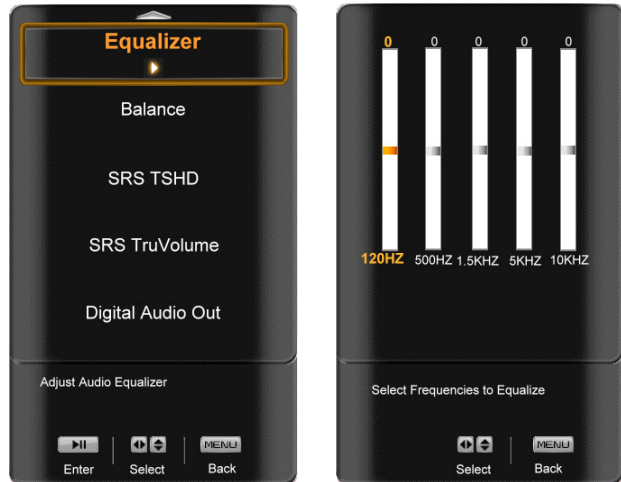 Equalizer
Balance
SRS TSHD
SRS TruVolume
Digital Audio Out
Adjust Audio Equalizer
MENU
Enter Select Back
0 0 0 0 0
120HZ 500HZ 1.5KHZ 5KHZ 10KHZ
Select Frequencies to Equalize
MENU
Select Back